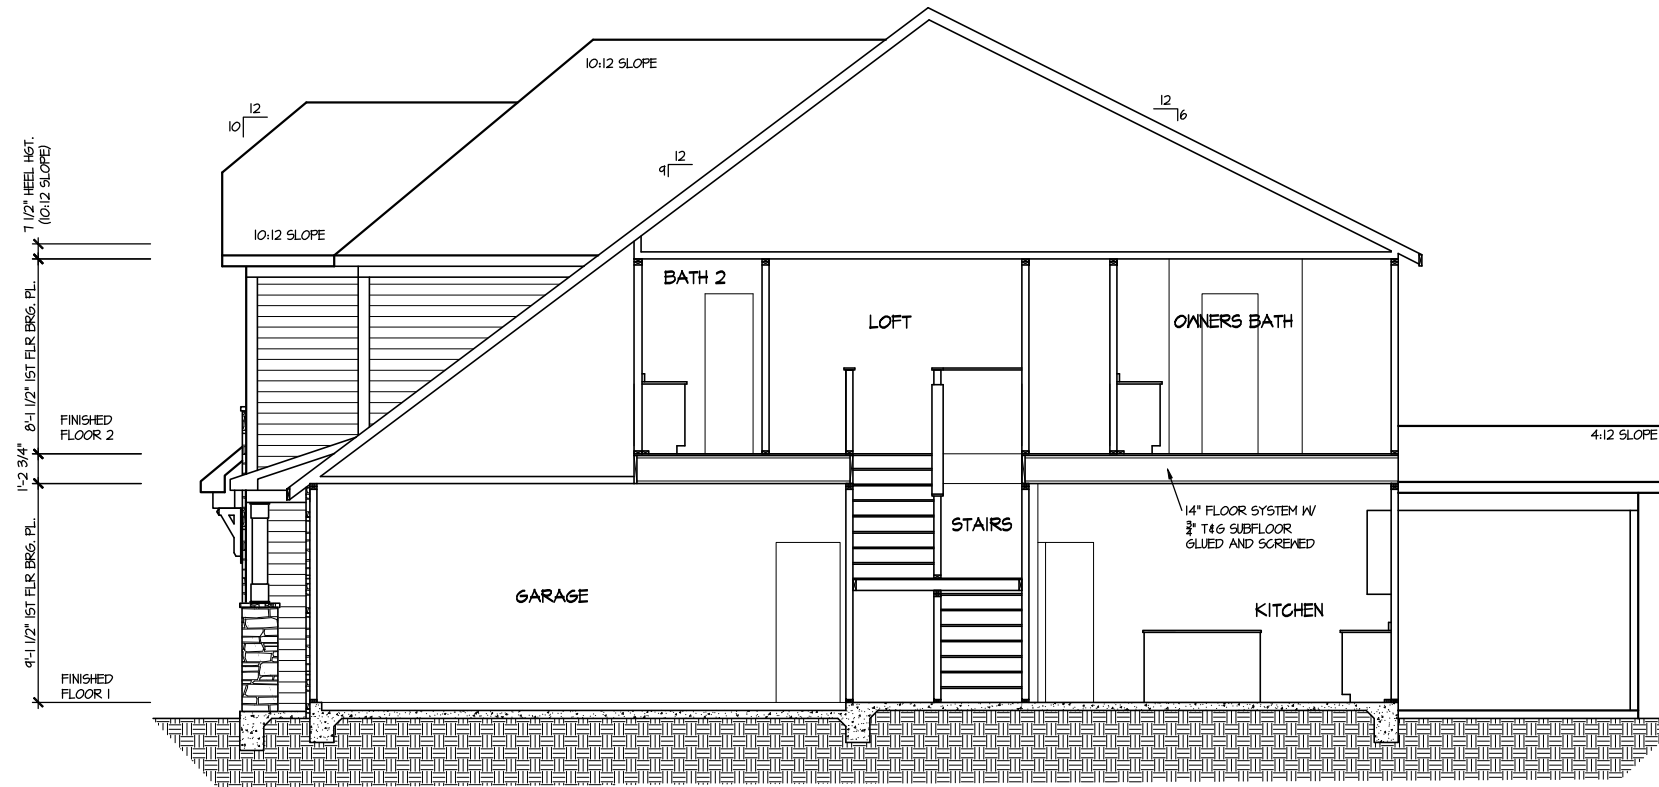 10:12 SLOPE
12
10
12
6
12
9
7 1/2" HEEL HGT.
(10:12 SLOPE)
10:12 SLOPE
BATH 2
LOFT
OWNERS BATH
8'-1 1/2" 1ST FLR BRG. PL.
FINISHED
FLOOR 2
4:12 SLOPE
1'-2 3/4"
14" FLOOR SYSTEM W/
3/4" T&G SUBFLOOR
GLUED AND SCREWED
STAIRS
GARAGE
KITCHEN
9'-1 1/2" 1ST FLR BRG. PL.
FINISHED
FLOOR 1